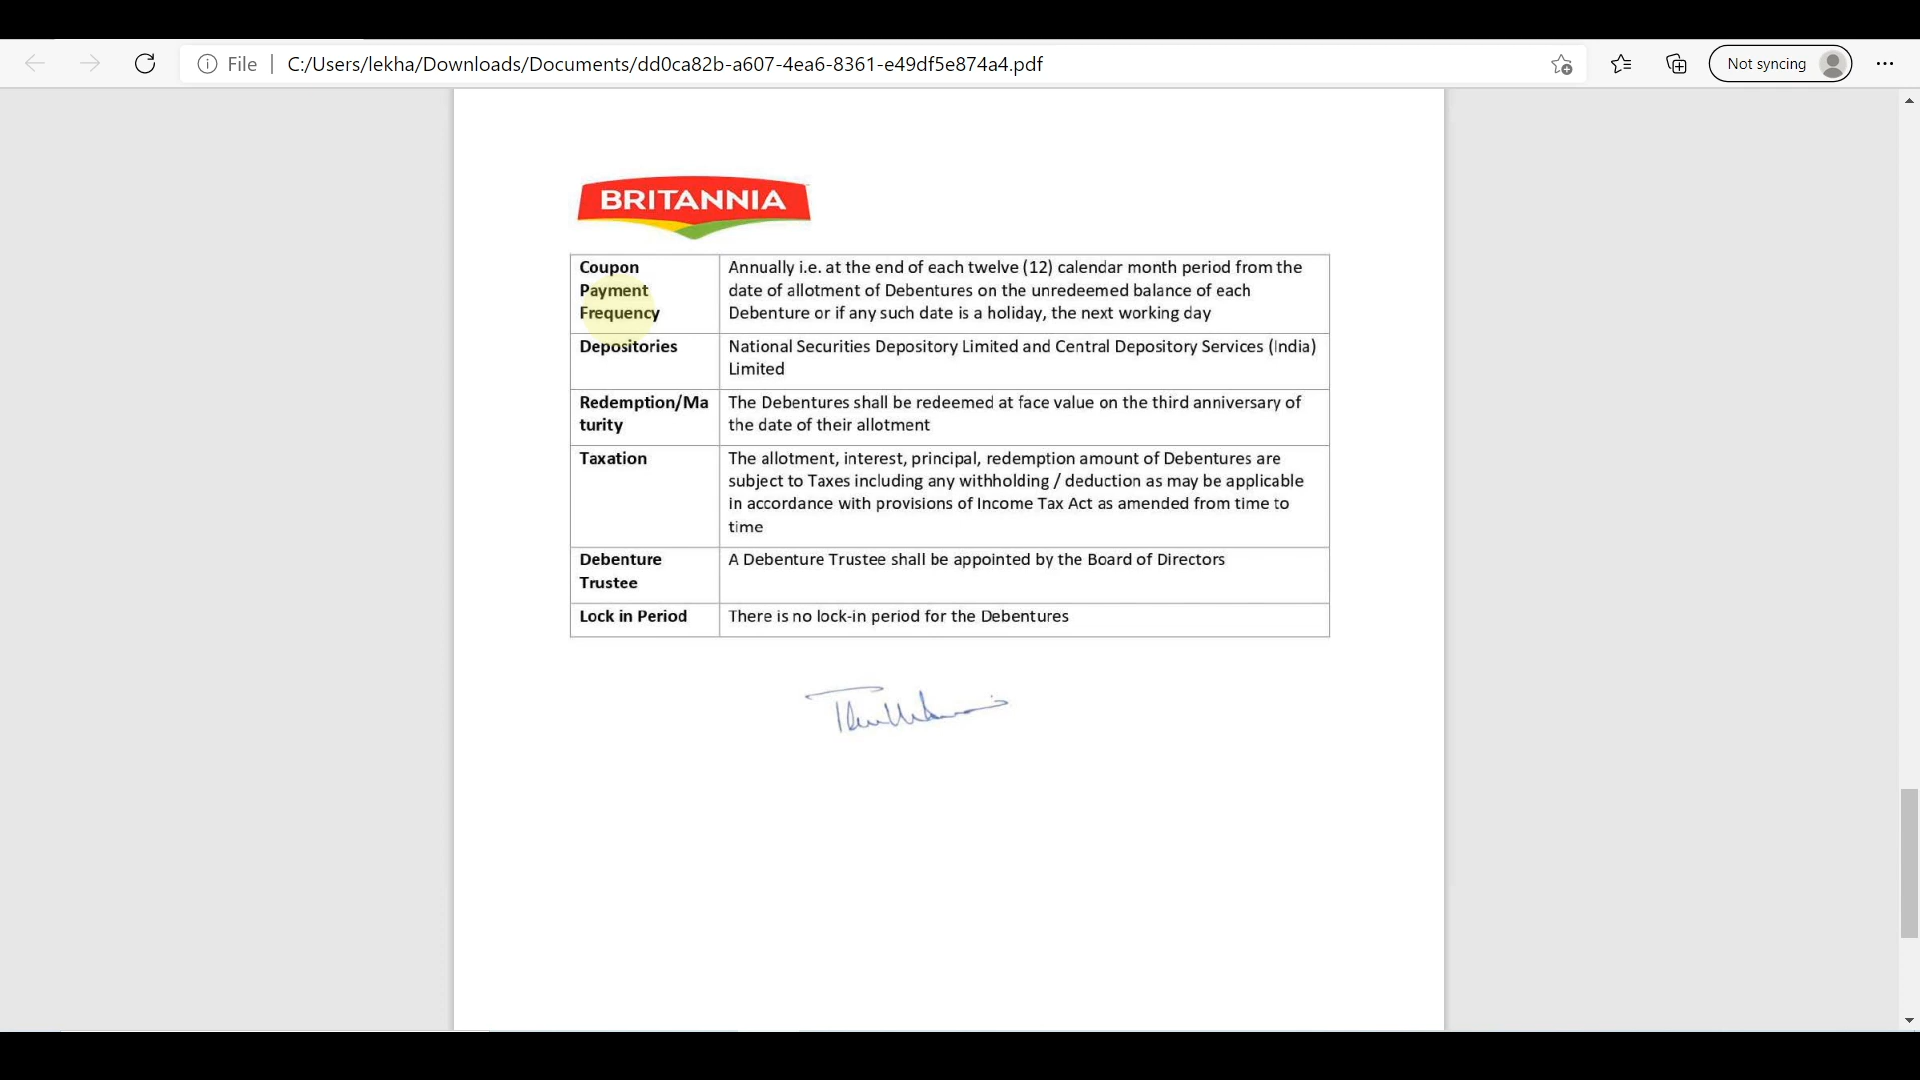 File
C:/Users/lekha/Downloads/Documents/dd0ca82b-a607-4ea6-8361-e49df5e874a4.pdf
Not syncing
BRITANNIA
Coupon
Payment
Frequency
Annually i.e. at the end of each twelve (12) calendar month period from the
date of allotment of Debentures on the unredeemed balance of each
Debenture or if any such date is a holiday, the next working day
Depositories
National Securities Depository Limited and Central Depository Services (India)
Limited
Redemption/Ma
turity
The Debentures shall be redeemed at face value on the third anniversary of
the date of their allotment
Taxation
The allotment, interest, principal, redemption amount of Debentures are
subject to Taxes including any withholding / deduction as may be applicable
in accordance with provisions of Income Tax Act as amended from time to
time
Debenture
Trustee
A Debenture Trustee shall be appointed by the Board of Directors
Lock in Period
There is no lock-in period for the Debentures